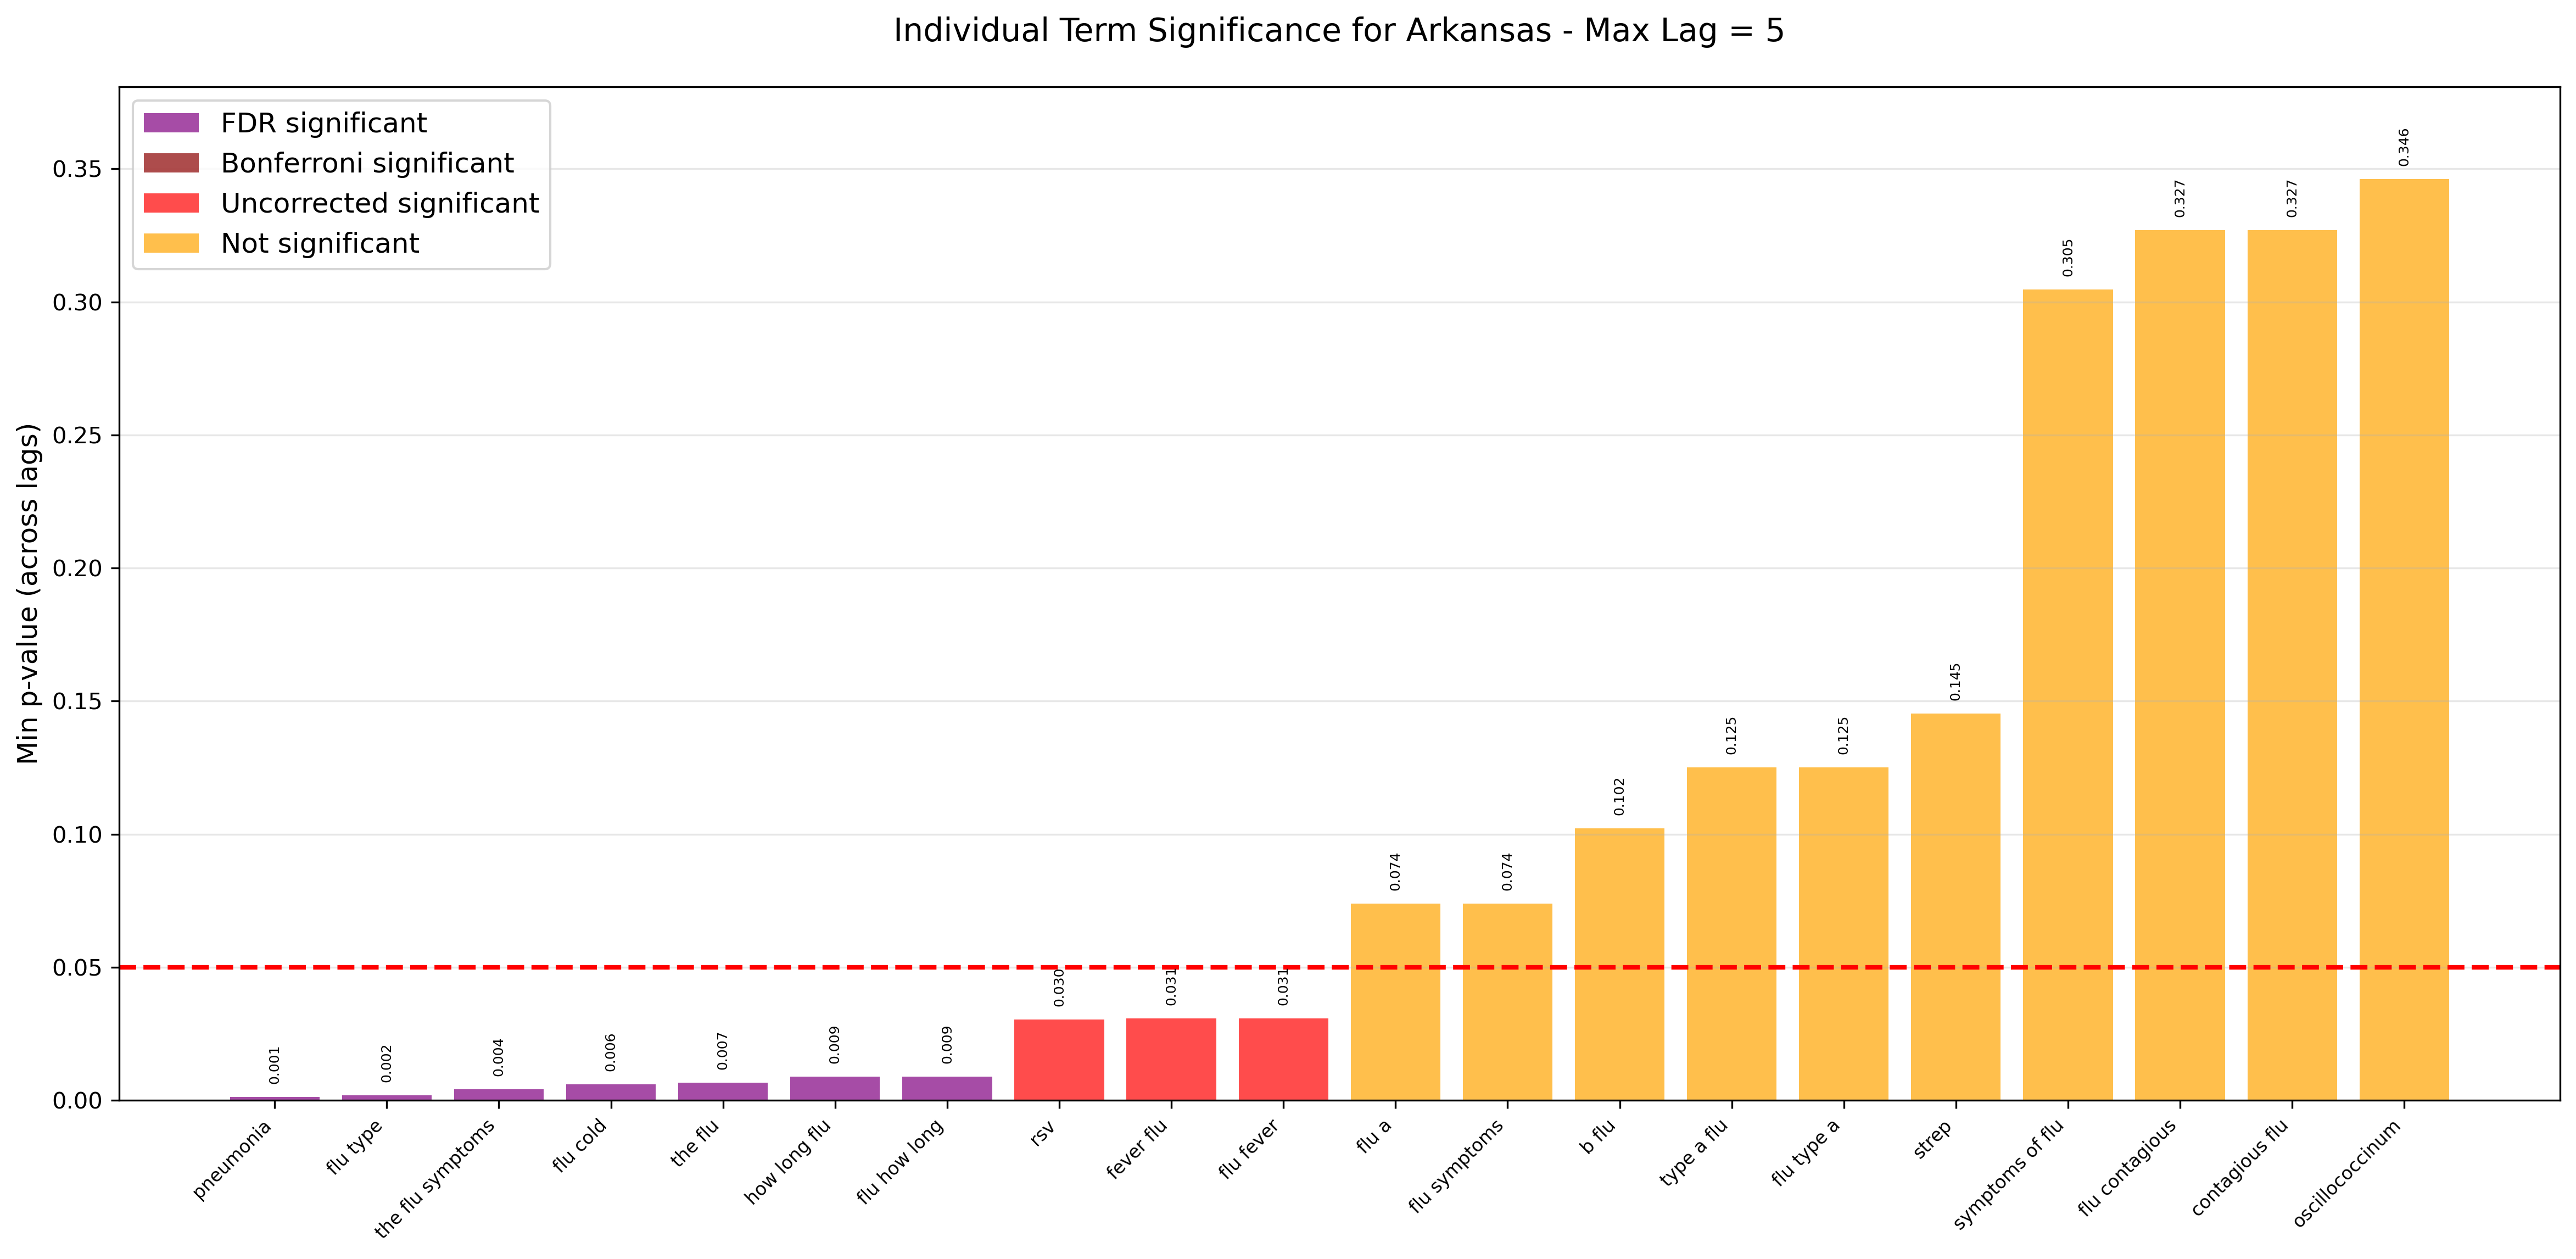 Individual Term Significance for Arkansas - Max Lag = 5
FDR significant
Bonferroni significant
Uncorrected significant
Not significant
Min p-value (across lags)
0.35
0.30
0.25
0.20
0.15
0.10
0.05
0.00
0.001
0.002
0.004
0.006
0.007
0.009
0.009
0.030
0.031
0.031
0.074
0.074
0.102
0.125
0.125
0.145
0.305
0.327
0.327
0.346
pneumonia
flu type
the flu symptoms
flu cold
the flu
how long flu
flu how long
rsv
fever flu
flu fever
flu a
flu symptoms
b flu
type a flu
flu type a
strep
symptoms of flu
flu contagious
contagious flu
oscillococcinum